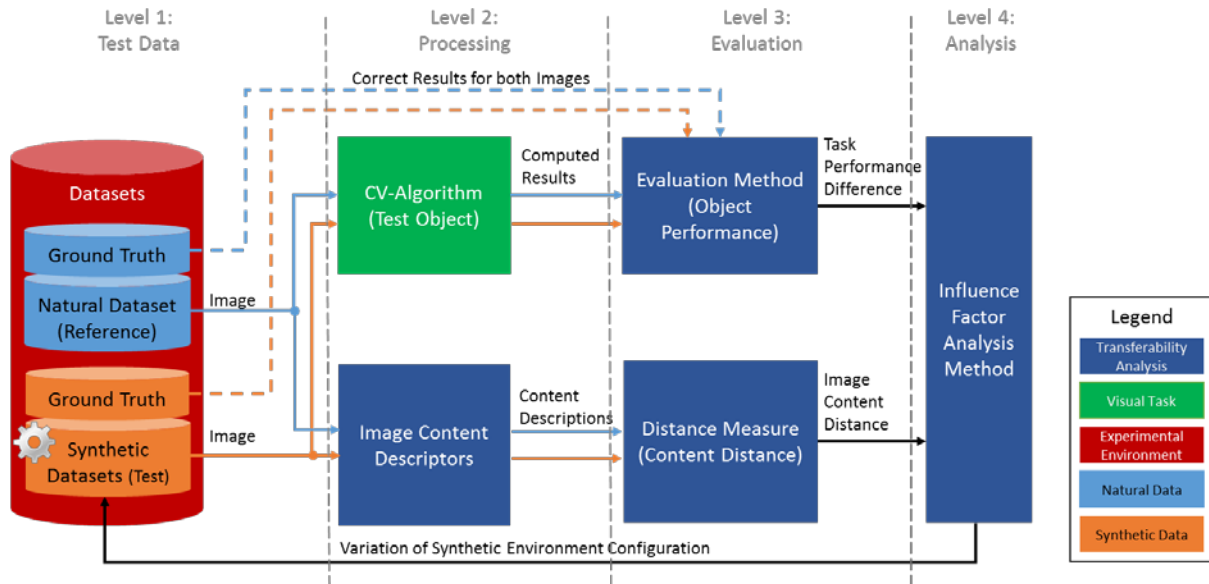 Level 1:
Test Data
Level 2:
Processing
Level 3:
Evaluation
Level 4:
Analysis
Correct Results for both Images
Datasets
Ground Truth
Natural Dataset
(Reference)
Ground Truth
Synthetic
Datasets (Test)
Image
Image
CV-Algorithm
(Test Object)
Image Content
Descriptors
Computed
Results
Content
Descriptions
Evaluation Method
(Object
Performance)
Distance Measure
(Content Distance)
Task
Performance
Difference
Image
Content
Distance
Influence
Factor
Analysis
Method
Variation of Synthetic Environment Configuration
Legend
Transferability
Analysis
Visual Task
Experimental
Environment
Natural Data
Synthetic Data